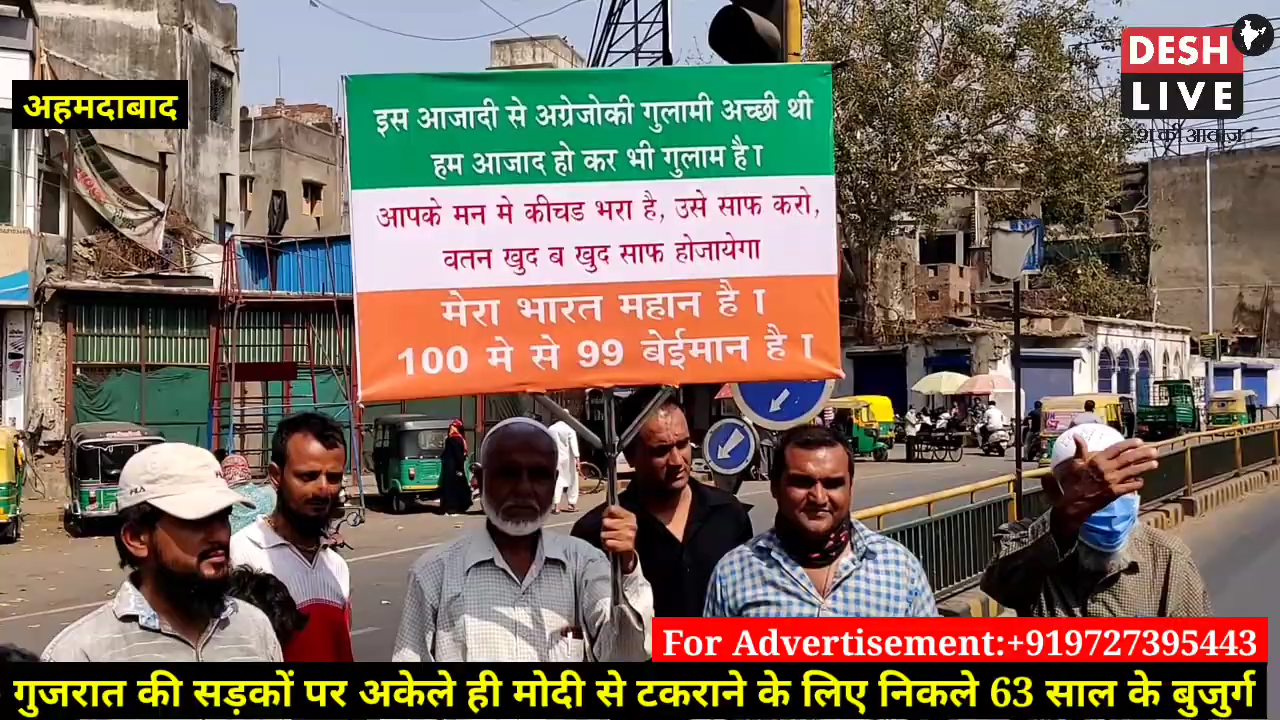 अहमदाबाद
DESH
LIVE
देश की आवाज़
इस आजादी से अग्रेजोकी गुलामी अच्छी थी
हम आजाद हो कर भी गुलाम है।
आपके मन मे कीचड भरा है, उसे साफ करो,
वतन खुद ब खुद साफ होजायेगा
मेरा भारत महान है।
100 मे से 99 बेईमान है।
For Advertisement:+919727395443
गुजरात की सड़कों पर अकेले ही मोदी से टकराने के लिए निकले 63 साल के बुजुर्ग